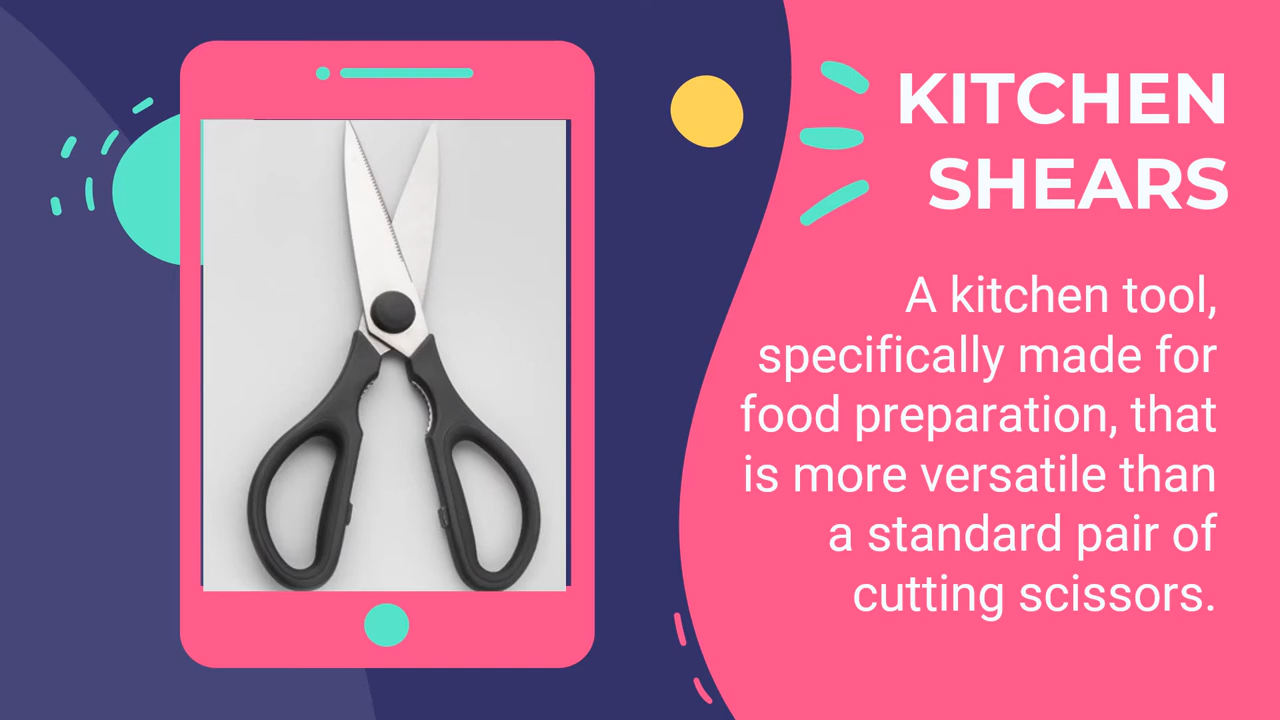 KITCHEN
SHEARS
A kitchen tool,
specifically made for
food preparation, that
is more versatile than
a standard pair of
cutting scissors.